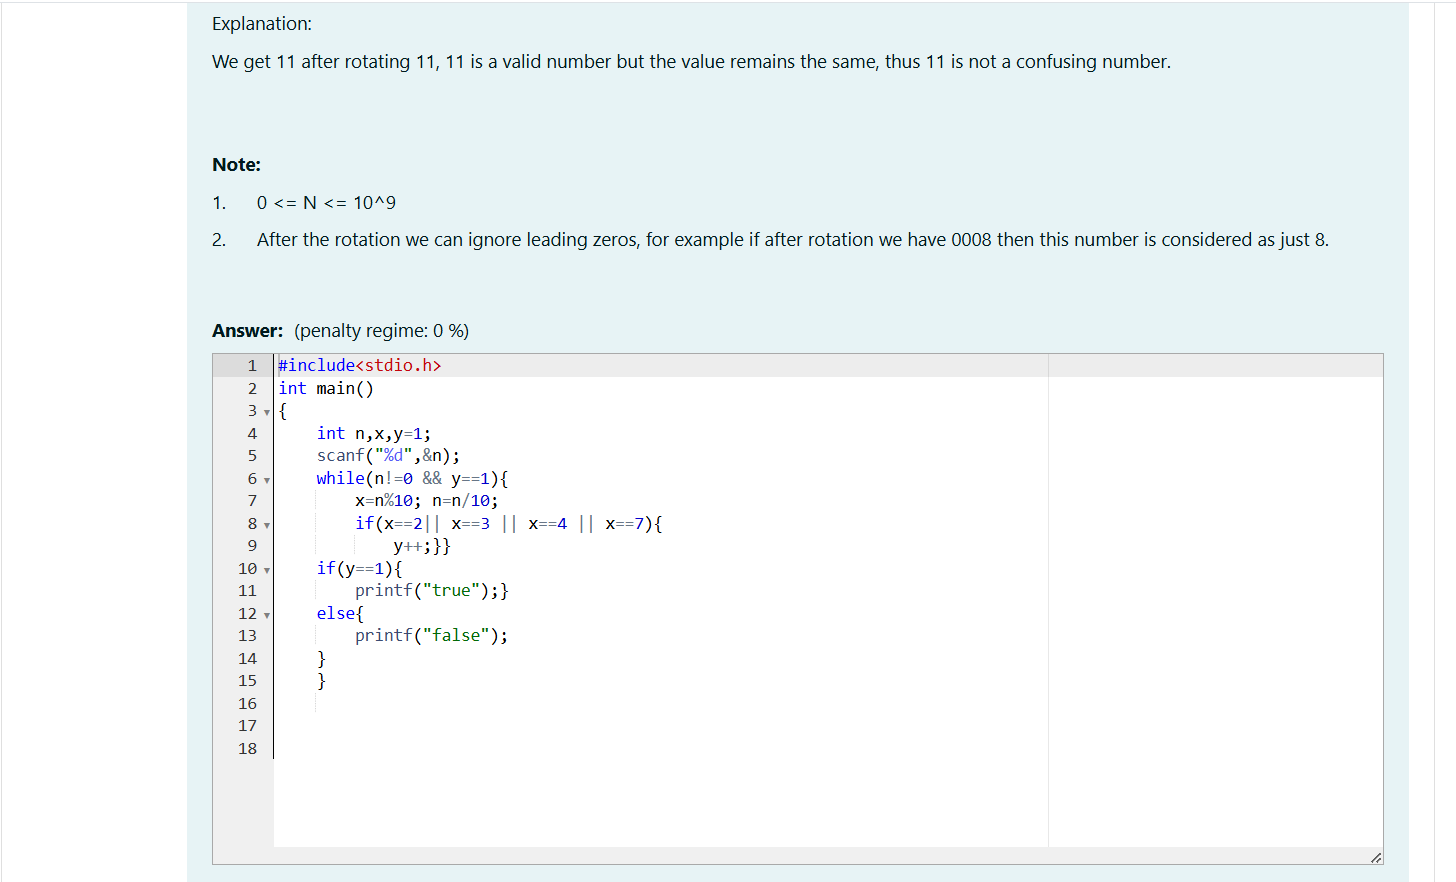 Explanation:
We get 11 after rotating 11, 11 is a valid number but the value remains the same, thus 11 is not a confusing number.
Note:
1. 0 <= N <= 10^9
2. After the rotation we can ignore leading zeros, for example if after rotation we have 0008 then this number is considered as just 8.
Answer: (penalty regime: 0 %)
1 #include<stdio.h>
2 int main()
3 {
4     int n,x,y=1;
5     scanf("%d",&n);
6     while(n!=0 && y==1){
7         x=n%10; n=n/10;
8         if(x==2|| x==3 || x==4 || x==7){
9             y++;}}
10     if(y==1){
11         printf("true");}
12     else{
13         printf("false");
14     }
15     }
16
17
18